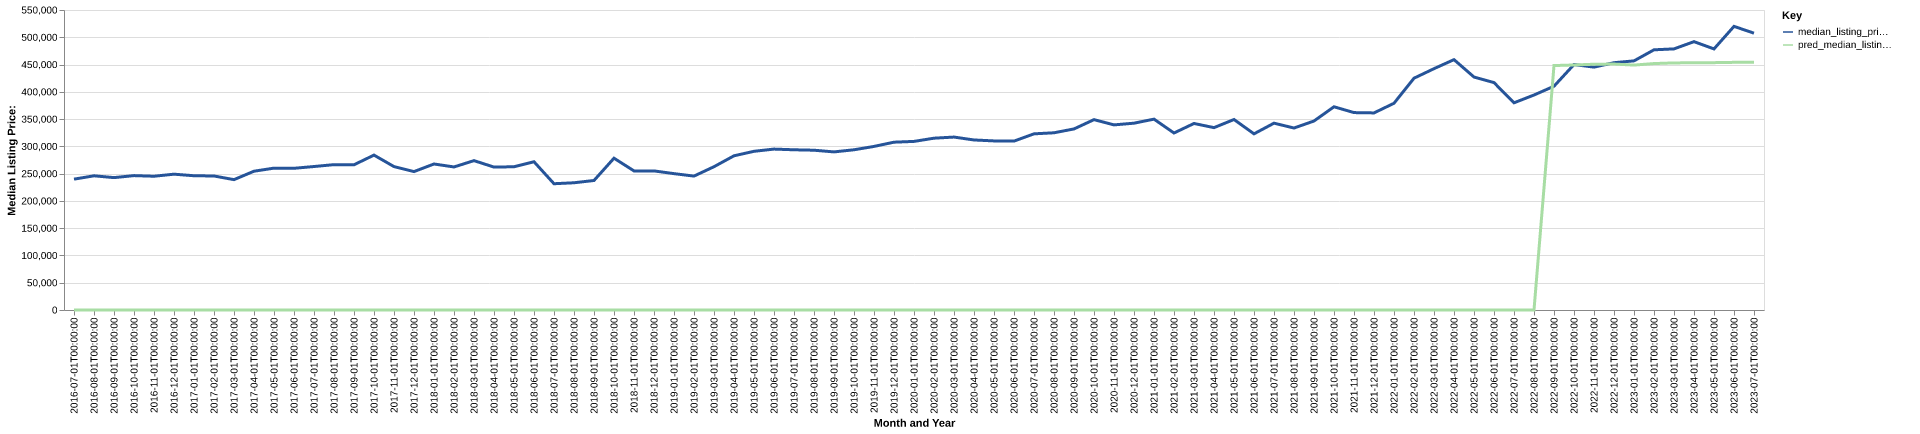 550,000
500,000
450,000
400,000
350,000
300,000
250,000
200,000
150,000
100,000
50,000
0
Median Listing Price:
2016-07-01T00:00:00
2016-08-01T00:00:00
2016-09-01T00:00:00
2016-10-01T00:00:00
2016-11-01T00:00:00
2016-12-01T00:00:00
2017-01-01T00:00:00
2017-02-01T00:00:00
2017-03-01T00:00:00
2017-04-01T00:00:00
2017-05-01T00:00:00
2017-06-01T00:00:00
2017-07-01T00:00:00
2017-08-01T00:00:00
2017-09-01T00:00:00
2017-10-01T00:00:00
2017-11-01T00:00:00
2017-12-01T00:00:00
2018-01-01T00:00:00
2018-02-01T00:00:00
2018-03-01T00:00:00
2018-04-01T00:00:00
2018-05-01T00:00:00
2018-06-01T00:00:00
2018-07-01T00:00:00
2018-08-01T00:00:00
2018-09-01T00:00:00
2018-10-01T00:00:00
2018-11-01T00:00:00
2018-12-01T00:00:00
2019-01-01T00:00:00
2019-02-01T00:00:00
2019-03-01T00:00:00
2019-04-01T00:00:00
2019-05-01T00:00:00
2019-06-01T00:00:00
2019-07-01T00:00:00
2019-08-01T00:00:00
2019-09-01T00:00:00
2019-10-01T00:00:00
2019-11-01T00:00:00
2019-12-01T00:00:00
2020-01-01T00:00:00
2020-02-01T00:00:00
2020-03-01T00:00:00
2020-04-01T00:00:00
2020-05-01T00:00:00
2020-06-01T00:00:00
2020-07-01T00:00:00
2020-08-01T00:00:00
2020-09-01T00:00:00
2020-10-01T00:00:00
2020-11-01T00:00:00
2020-12-01T00:00:00
2021-01-01T00:00:00
2021-02-01T00:00:00
2021-03-01T00:00:00
2021-04-01T00:00:00
2021-05-01T00:00:00
2021-06-01T00:00:00
2021-07-01T00:00:00
2021-08-01T00:00:00
2021-09-01T00:00:00
2021-10-01T00:00:00
2021-11-01T00:00:00
2021-12-01T00:00:00
2022-01-01T00:00:00
2022-02-01T00:00:00
2022-03-01T00:00:00
2022-04-01T00:00:00
2022-05-01T00:00:00
2022-06-01T00:00:00
2022-07-01T00:00:00
2022-08-01T00:00:00
2022-09-01T00:00:00
2022-10-01T00:00:00
2022-11-01T00:00:00
2022-12-01T00:00:00
2023-01-01T00:00:00
2023-02-01T00:00:00
2023-03-01T00:00:00
2023-04-01T00:00:00
2023-05-01T00:00:00
2023-06-01T00:00:00
2023-07-01T00:00:00
Month and Year
Key
median_listing_pri…
pred_median_listin…